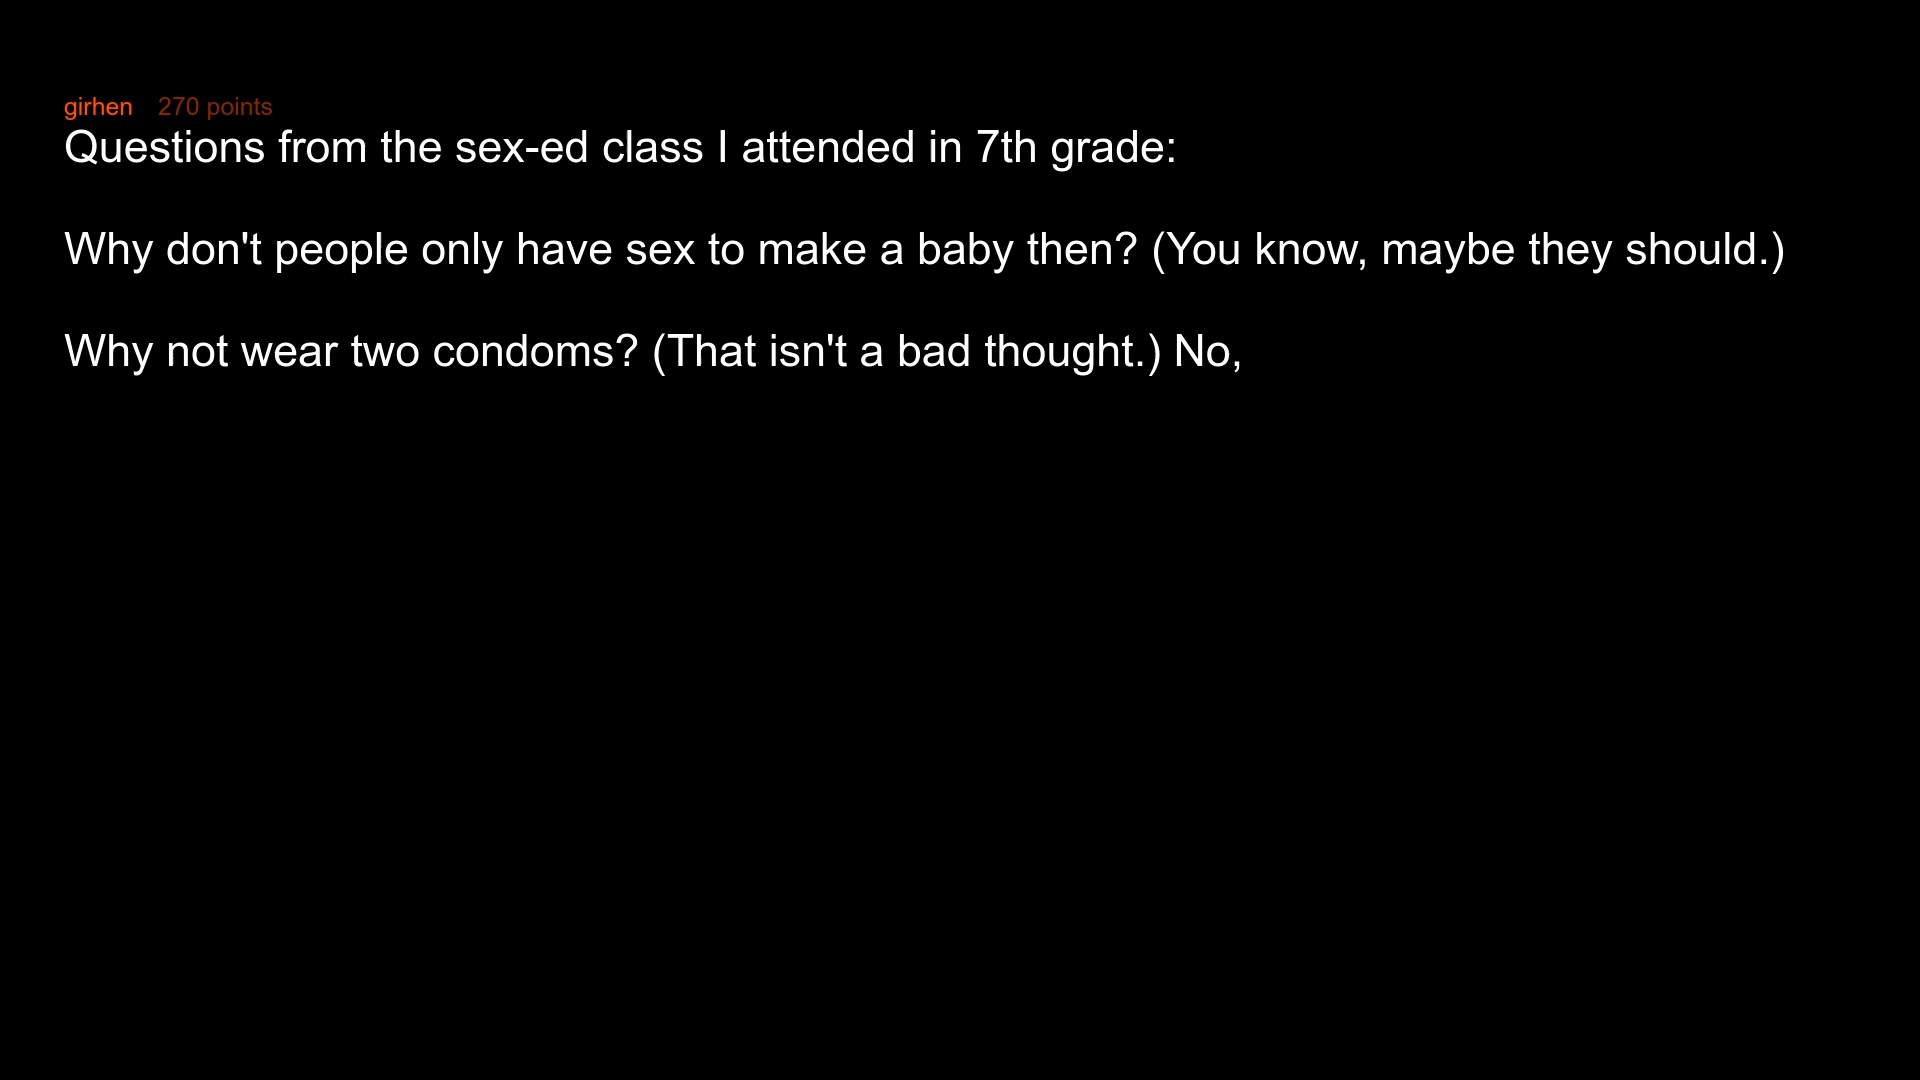 girhen 270 points
Questions from the sex-ed class I attended in 7th grade:
Why don't people only have sex to make a baby then? (You know, maybe they should.)
Why not wear two condoms? (That isn't a bad thought.) No,